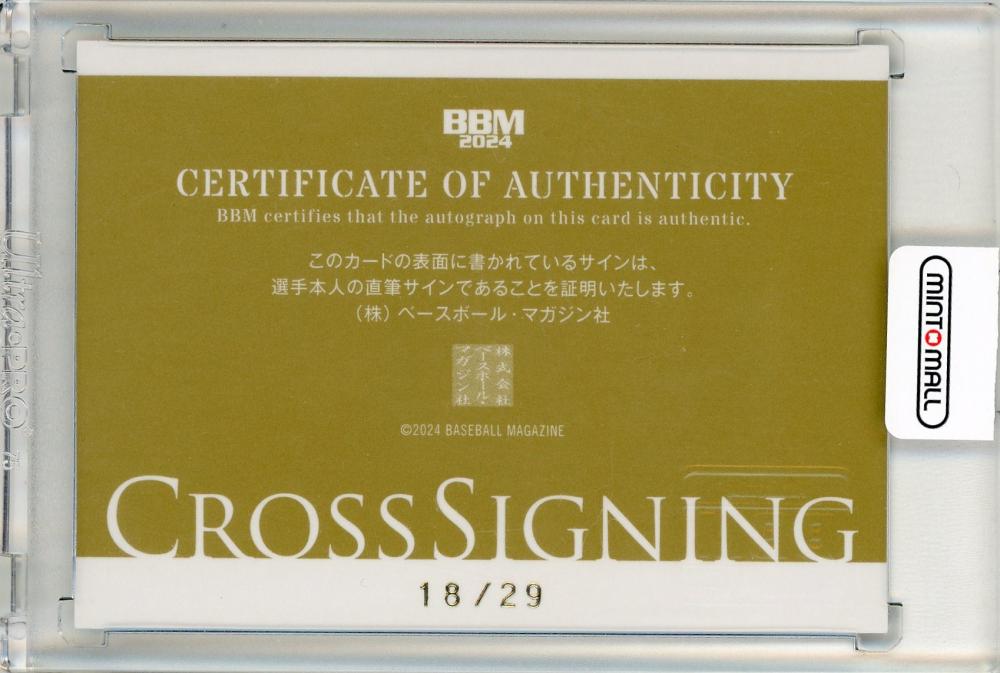 BBM
2024
CERTIFICATE OF AUTHENTICITY
BBM certifies that the autograph on this card is authentic.
このカードの表面に書かれているサインは、
選手本人の直筆サインであることを証明いたします。
（株）ベースボール・マガジン社
株式会社
ベースボール・
マガジン社
©2024 BASEBALL MAGAZINE
CROSSSIGNING
18/29
MINT MALL
UltraPRO